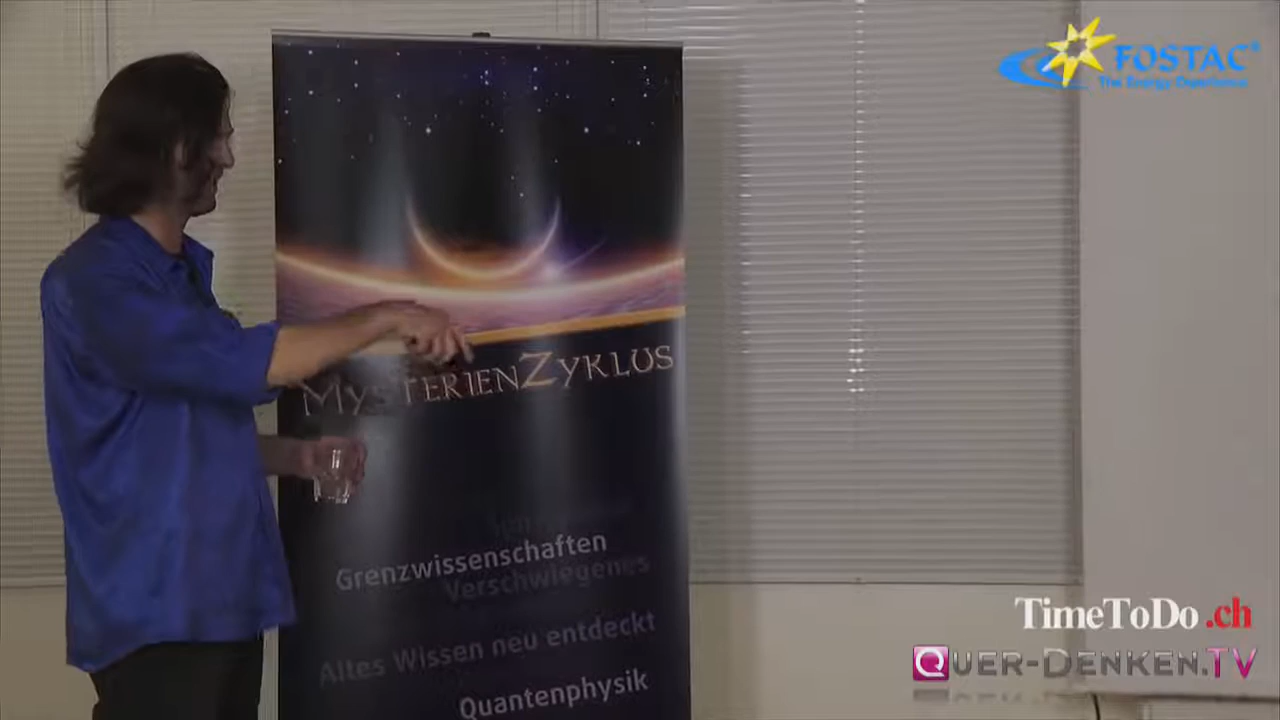 FOSTAC®
The Energy Experience
MYSTERIENZYKLUS
Grenzwissenschaften
Verschwiegenes
Altes Wissen neu entdeckt
Quantenphysik
TimeToDo.ch
QUER-DENKEN.TV